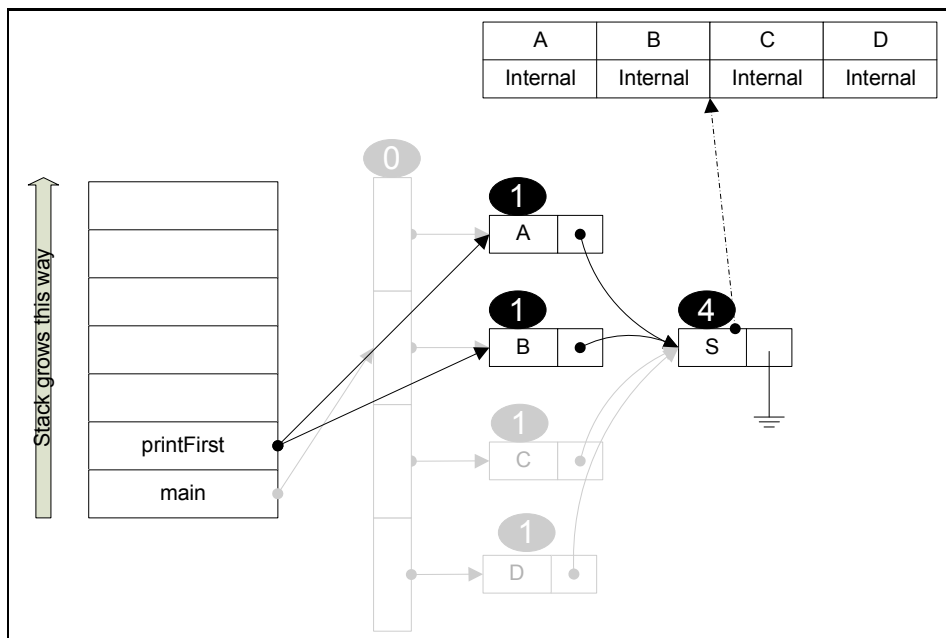 A B C D
Internal Internal Internal Internal
0
1
A
1
B
4
S
1
C
1
D
Stack grows this way
printFirst
main